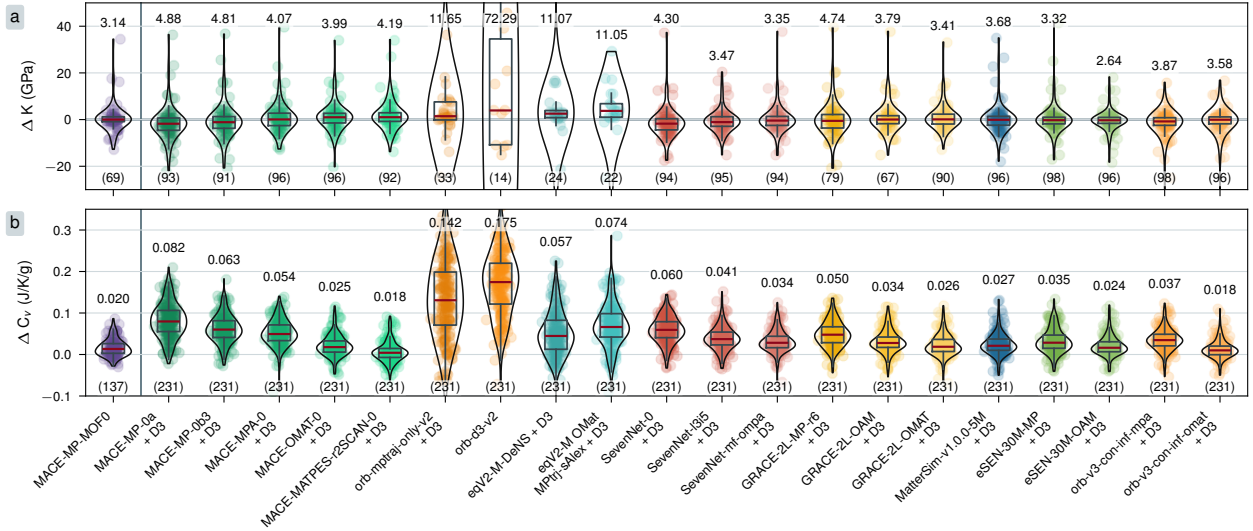 a
Δ K (GPa)
40
20
0
−20
3.14 4.88 4.81 4.07 3.99 4.19 11.65 72.29 11.07 11.05 4.30 3.47 3.35 4.74 3.79 3.41 3.68 3.32 2.64 3.87 3.58
(69) (93) (91) (96) (96) (92) (33) (14) (24) (22) (94) (95) (94) (79) (67) (90) (96) (98) (96) (98) (96)
b
Δ Cv (J/K/g)
0.3
0.2
0.1
0.0
−0.1
0.020 0.082 0.063 0.054 0.025 0.018 0.142 0.175 0.057 0.074 0.060 0.041 0.034 0.050 0.034 0.026 0.027 0.035 0.024 0.037 0.018
(137) (231) (231) (231) (231) (231) (231) (231) (231) (231) (231) (231) (231) (231) (231) (231) (231) (231) (231) (231) (231)
MACE-MP-MOF0
MACE-MP-0a
+ D3
MACE-MP-0b3
+ D3
MACE-MPA-0
+ D3
MACE-OMAT-0
+ D3
MACE-MATPES-r2SCAN-0
+ D3
orb-mptraj-only-v2
+ D3
orb-d3-v2
eqV2-M-DeNS + D3
eqV2-M OMat
MPtrj-sAlex + D3
SevenNet-0
+ D3
SevenNet-l3i5
+ D3
SevenNet-mf-ompa
+ D3
GRACE-2L-MP-r6
+ D3
GRACE-2L-OAM
+ D3
GRACE-2L-OMAT
+ D3
MatterSim-v1.0.0-5M
+ D3
eSEN-30M-MP
+ D3
eSEN-30M-OAM
+ D3
orb-v3-con-inf-mpa
+ D3
orb-v3-con-inf-omat
+ D3